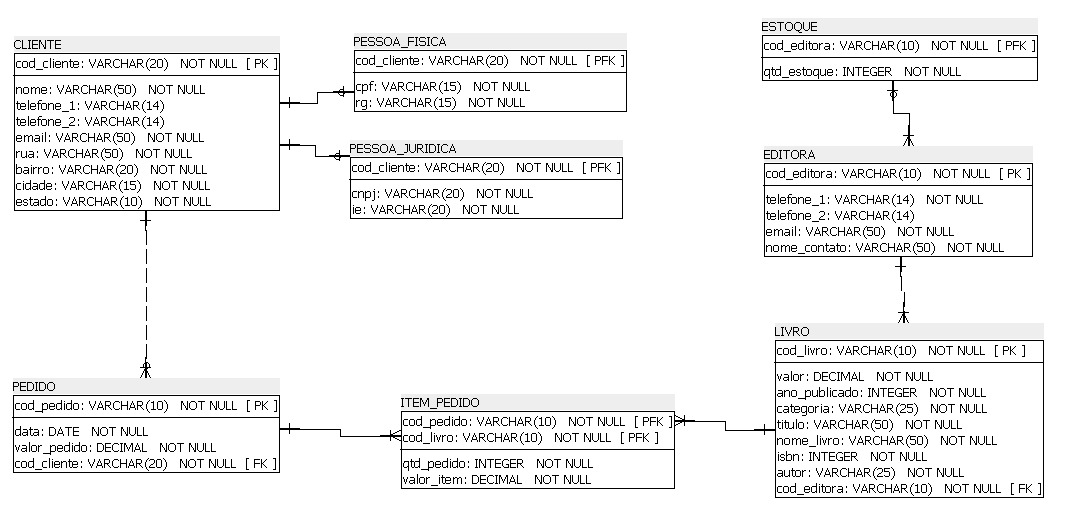 CLIENTE
cod_cliente: VARCHAR(20) NOT NULL [ PK ]
nome: VARCHAR(50) NOT NULL
telefone_1: VARCHAR(14)
telefone_2: VARCHAR(14)
email: VARCHAR(50) NOT NULL
rua: VARCHAR(50) NOT NULL
bairro: VARCHAR(20) NOT NULL
cidade: VARCHAR(15) NOT NULL
estado: VARCHAR(10) NOT NULL
PESSOA_FISICA
cod_cliente: VARCHAR(20) NOT NULL [ PFK ]
cpf: VARCHAR(15) NOT NULL
rg: VARCHAR(15) NOT NULL
PESSOA_JURIDICA
cod_cliente: VARCHAR(20) NOT NULL [ PFK ]
cnpj: VARCHAR(20) NOT NULL
ie: VARCHAR(20) NOT NULL
ESTOQUE
cod_editora: VARCHAR(10) NOT NULL [ PFK ]
qtd_estoque: INTEGER NOT NULL
EDITORA
cod_editora: VARCHAR(10) NOT NULL [ PK ]
telefone_1: VARCHAR(14) NOT NULL
telefone_2: VARCHAR(14)
email: VARCHAR(50) NOT NULL
nome_contato: VARCHAR(50) NOT NULL
PEDIDO
cod_pedido: VARCHAR(10) NOT NULL [ PK ]
data: DATE NOT NULL
valor_pedido: DECIMAL NOT NULL
cod_cliente: VARCHAR(20) NOT NULL [ FK ]
ITEM_PEDIDO
cod_pedido: VARCHAR(10) NOT NULL [ PFK ]
cod_livro: VARCHAR(10) NOT NULL [ PFK ]
qtd_pedido: INTEGER NOT NULL
valor_item: DECIMAL NOT NULL
LIVRO
cod_livro: VARCHAR(10) NOT NULL [ PK ]
valor: DECIMAL NOT NULL
ano_publicado: INTEGER NOT NULL
categoria: VARCHAR(25) NOT NULL
titulo: VARCHAR(50) NOT NULL
nome_livro: VARCHAR(50) NOT NULL
isbn: INTEGER NOT NULL
autor: VARCHAR(25) NOT NULL
cod_editora: VARCHAR(10) NOT NULL [ FK ]